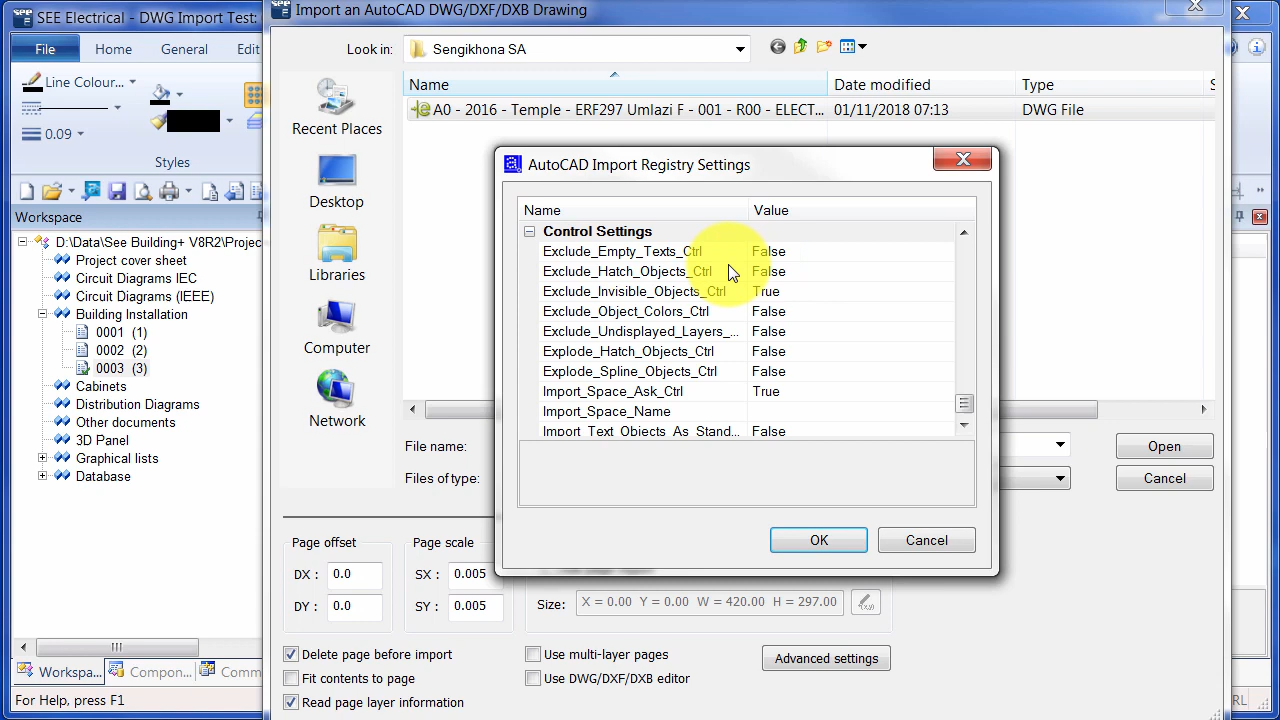 SEE Electrical - DWG Import Test:
Import an AutoCAD DWG/DXF/DXB Drawing
File
Home
General
Edit
Line Colour...
0.09
Styles
Workspace
D:\Data\See Building+ V8R2\Projec
Project cover sheet
Circuit Diagrams IEC
Circuit Diagrams (IEEE)
Building Installation
0001 (1)
0002 (2)
0003 (3)
Cabinets
Distribution Diagrams
Other documents
3D Panel
Graphical lists
Database
Workspa...
Compon...
Comm
For Help, press F1
Look in:
Sengikhona SA
Recent Places
Desktop
Libraries
Computer
Network
Name
Date modified
Type
S
A0 - 2016 - Temple - ERF297 Umlazi F - 001 - R00 - ELECT...
01/11/2018 07:13
DWG File
AutoCAD Import Registry Settings
Name
Value
Control Settings
Exclude_Empty_Texts_Ctrl
False
Exclude_Hatch_Objects_Ctrl
False
Exclude_Invisible_Objects_Ctrl
True
Exclude_Object_Colors_Ctrl
False
Exclude_Undisplayed_Layers_...
False
Explode_Hatch_Objects_Ctrl
False
Explode_Spline_Objects_Ctrl
False
Import_Space_Ask_Ctrl
True
Import_Space_Name
Import_Text_Objects_As_Stand...
False
OK
Cancel
File name:
Open
Files of type:
Cancel
Page offset
DX :
0.0
DY :
0.0
Page scale
SX :
0.005
SY :
0.005
Size:
X = 0.00 Y = 0.00 W = 420.00 H = 297.00
Delete page before import
Fit contents to page
Read page layer information
Use multi-layer pages
Use DWG/DXF/DXB editor
Advanced settings
RL